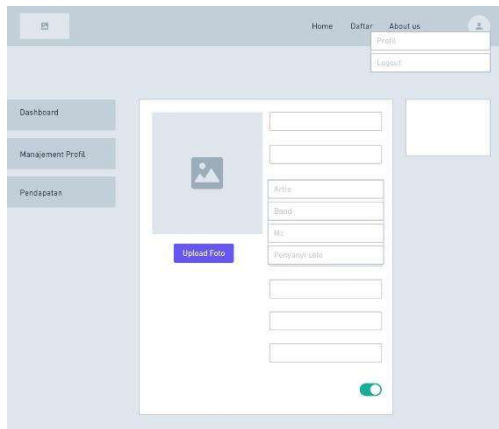 Home Daftar About us
Profil
Logout
Dashboard
Manajement Profil
Pendapatan
Artis
Band
Mc
Penyanyi solo
Upload Foto